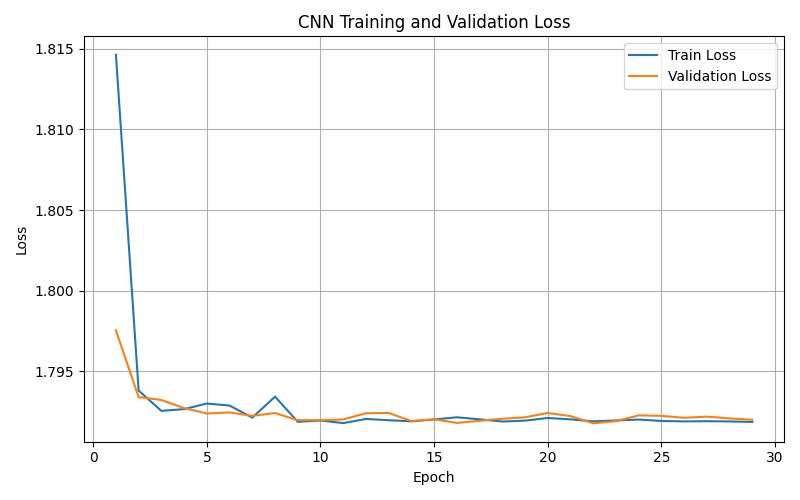 CNN Training and Validation Loss
Train Loss
Validation Loss
1.815
1.810
1.805
1.800
1.795
Loss
0 5 10 15 20 25 30
Epoch